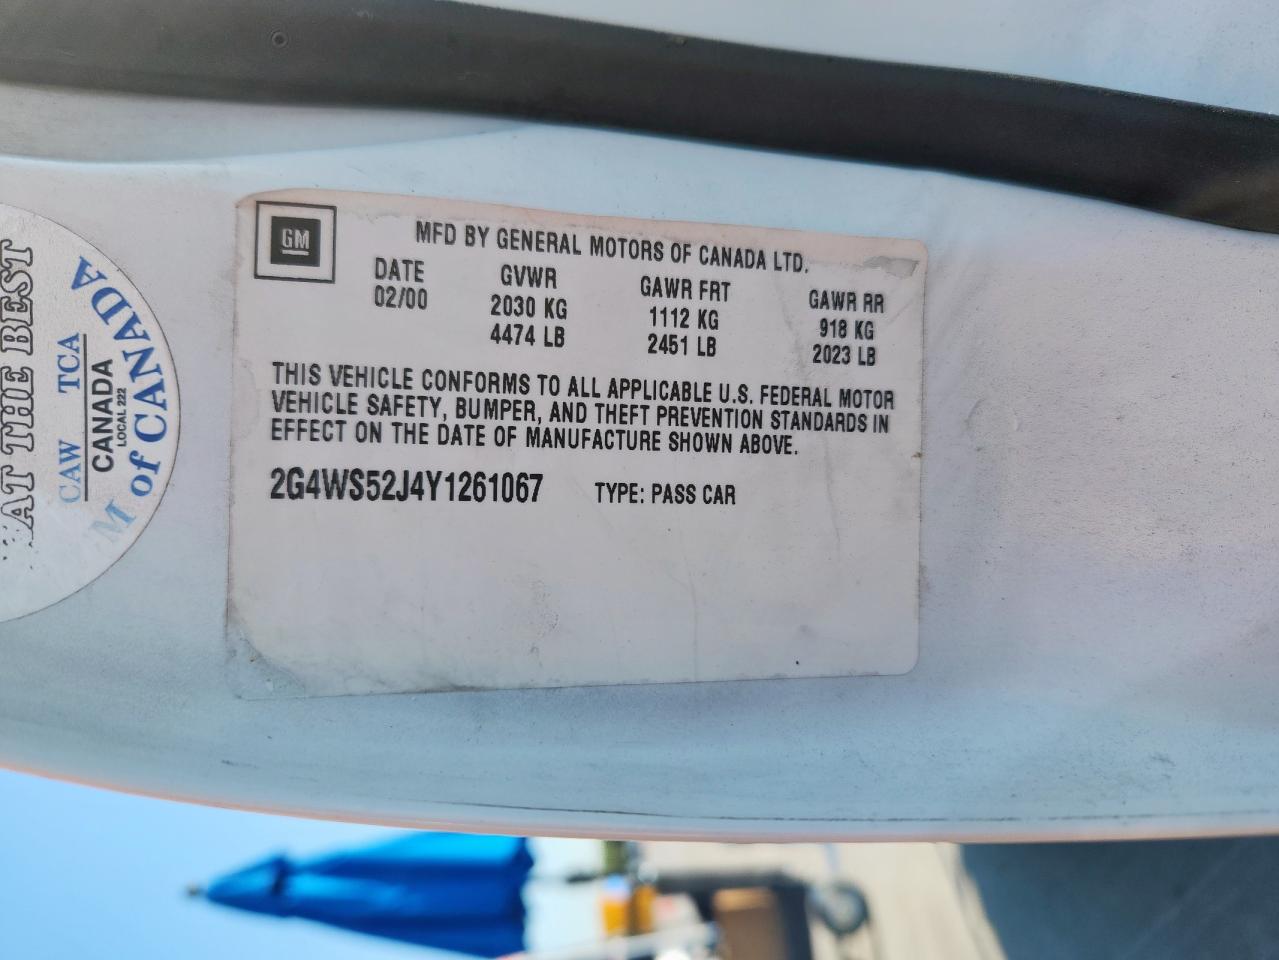 GM
MFD BY GENERAL MOTORS OF CANADA LTD.
DATE GVWR GAWR FRT GAWR RR
02/00 2030 KG 1112 KG 918 KG
4474 LB 2451 LB 2023 LB
THIS VEHICLE CONFORMS TO ALL APPLICABLE U.S. FEDERAL MOTOR
VEHICLE SAFETY, BUMPER, AND THEFT PREVENTION STANDARDS IN
EFFECT ON THE DATE OF MANUFACTURE SHOWN ABOVE.
2G4WS52J4Y1261067 TYPE: PASS CAR
AT THE BEST
CAW TCA
CANADA
LOCAL 222
M of CANADA